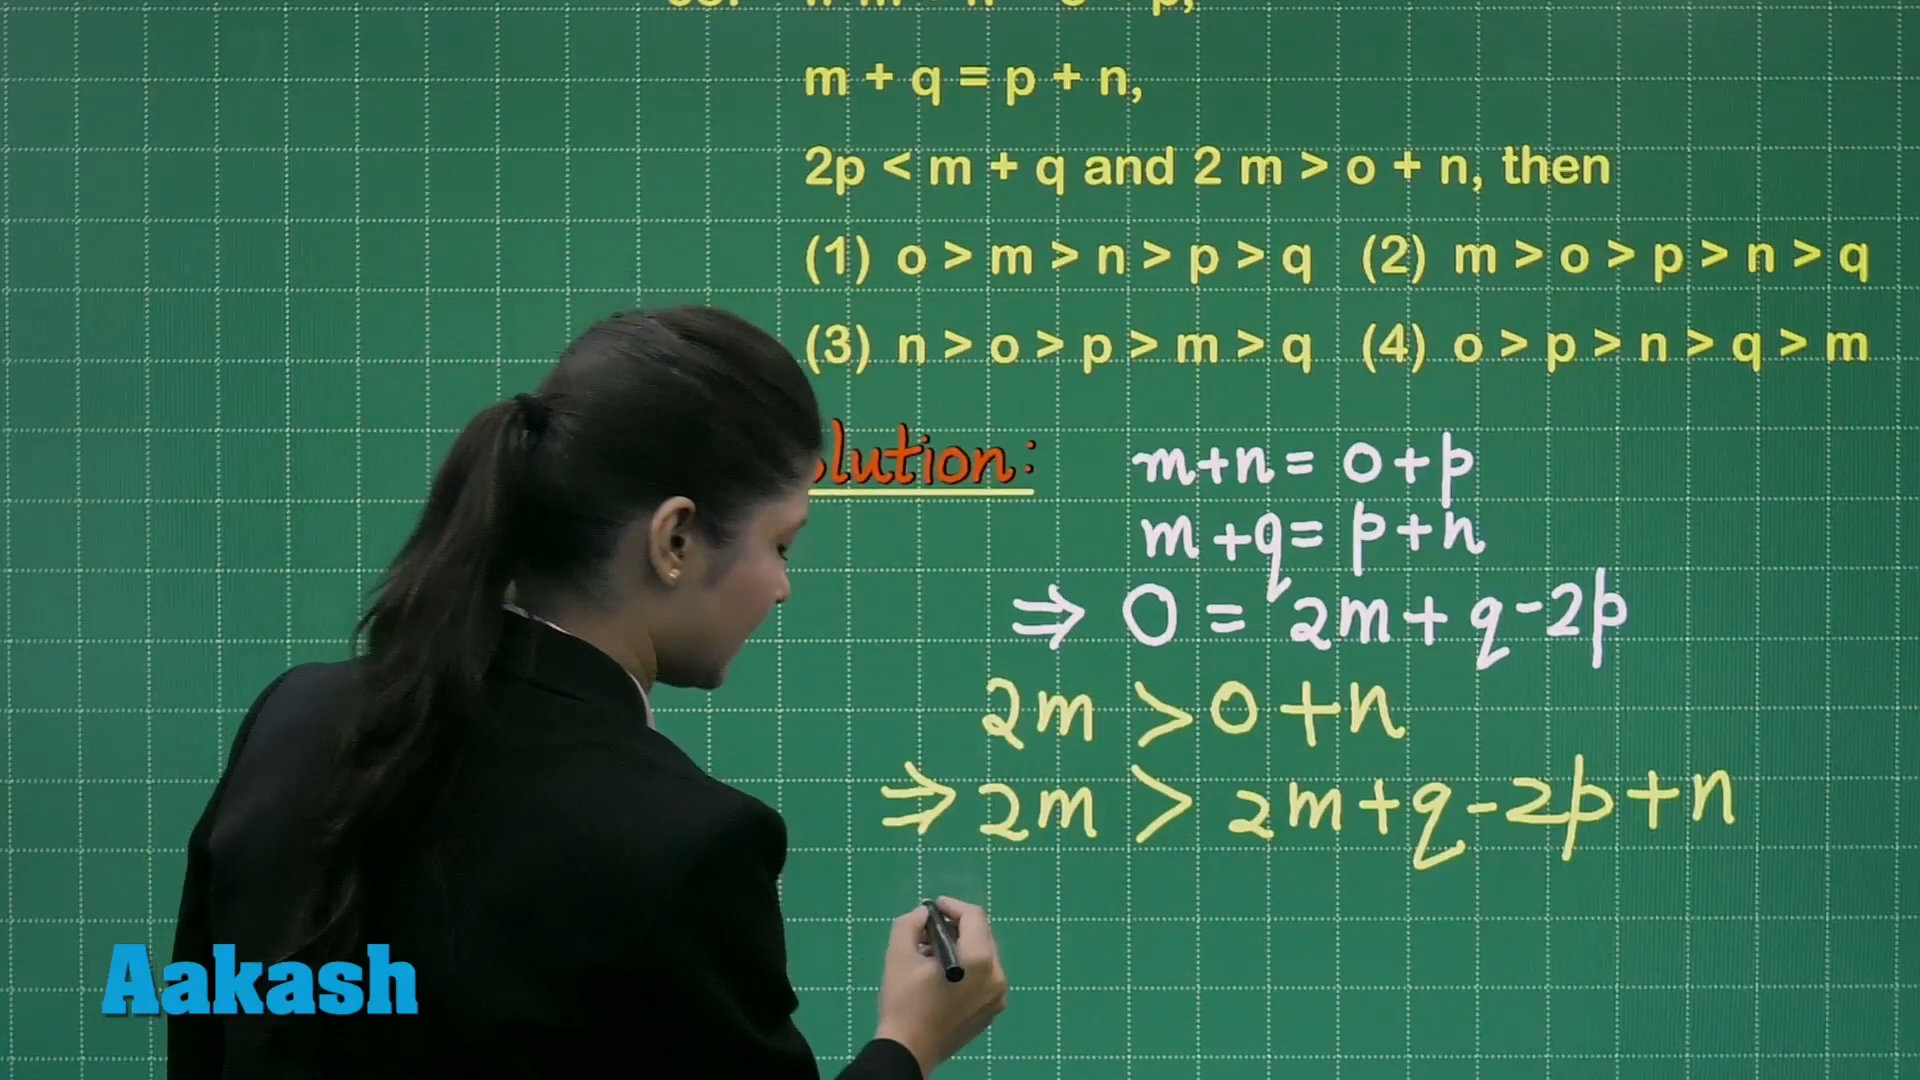 m + q = p + n,
2p < m + q and 2 m > o + n, then
(1) o > m > n > p > q (2) m > o > p > n > q
(3) n > o > p > m > q (4) o > p > n > q > m
lution:
m+n = o+p
m+q = p+n
⇒ o = 2m+q-2p
2m > o+n
⇒ 2m > 2m+q-2p+n
Aakash